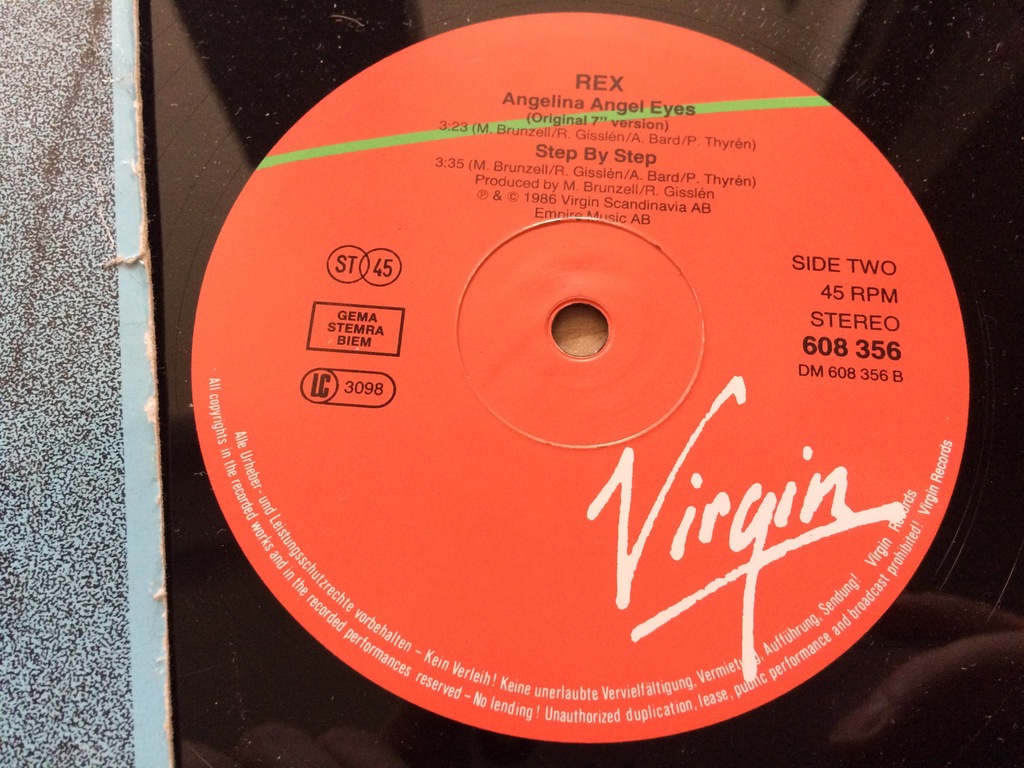 REX
Angelina Angel Eyes
(Original 7" version)
3:23 (M. Brunzell/R. Gisslén/A. Bard/P. Thyrén)
Step By Step
3:35 (M. Brunzell/R. Gisslén/A. Bard/P. Thyrén)
Produced by M. Brunzell/R. Gisslén
℗ & © 1986 Virgin Scandinavia AB
Empire Music AB
ST 45
GEMA
STEMRA
BIEM
LC 3098
SIDE TWO
45 RPM
STEREO
608 356
DM 608 356 B
Virgin
Alle Urheber- und Leistungsschutzrechte vorbehalten – Kein Verleih! Keine unerlaubte Vervielfältigung, Vermietung, Aufführung, Sendung! Virgin Records
All copyrights in the recorded works and in the recorded performances reserved – No lending! Unauthorized duplication, lease, public performance and broadcast prohibited! Virgin Records